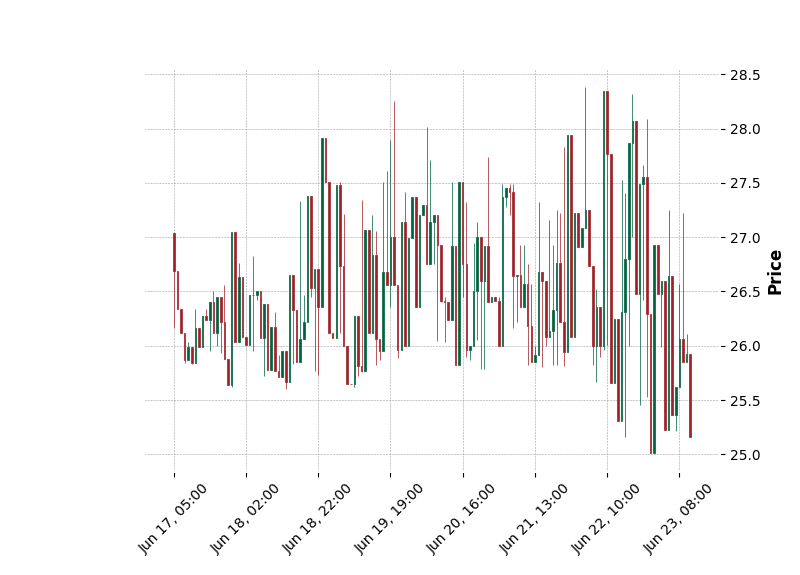 28.5
28.0
27.5
27.0
26.5
26.0
25.5
25.0
Price
Jun 17, 05:00
Jun 18, 02:00
Jun 18, 22:00
Jun 19, 19:00
Jun 20, 16:00
Jun 21, 13:00
Jun 22, 10:00
Jun 23, 08:00